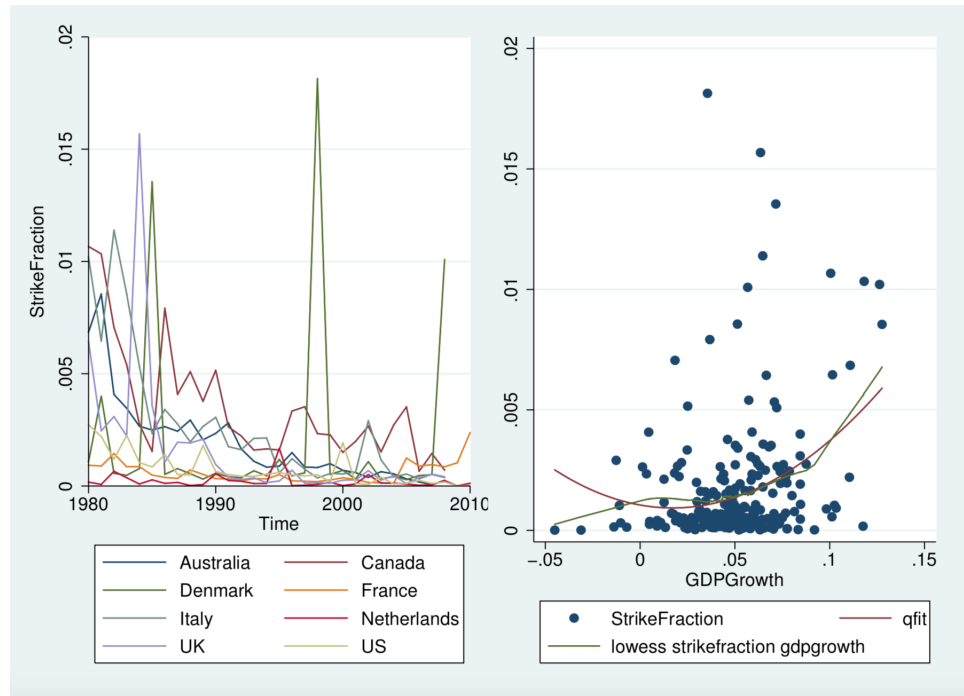 .02
.015
.01
.005
0
StrikeFraction
1980 1990 2000 2010
Time
Australia Canada
Denmark France
Italy Netherlands
UK US
.02
.015
.01
.005
0
-.05 0 .05 .1 .15
GDPGrowth
StrikeFraction qfit
lowess strikefraction gdpgrowth